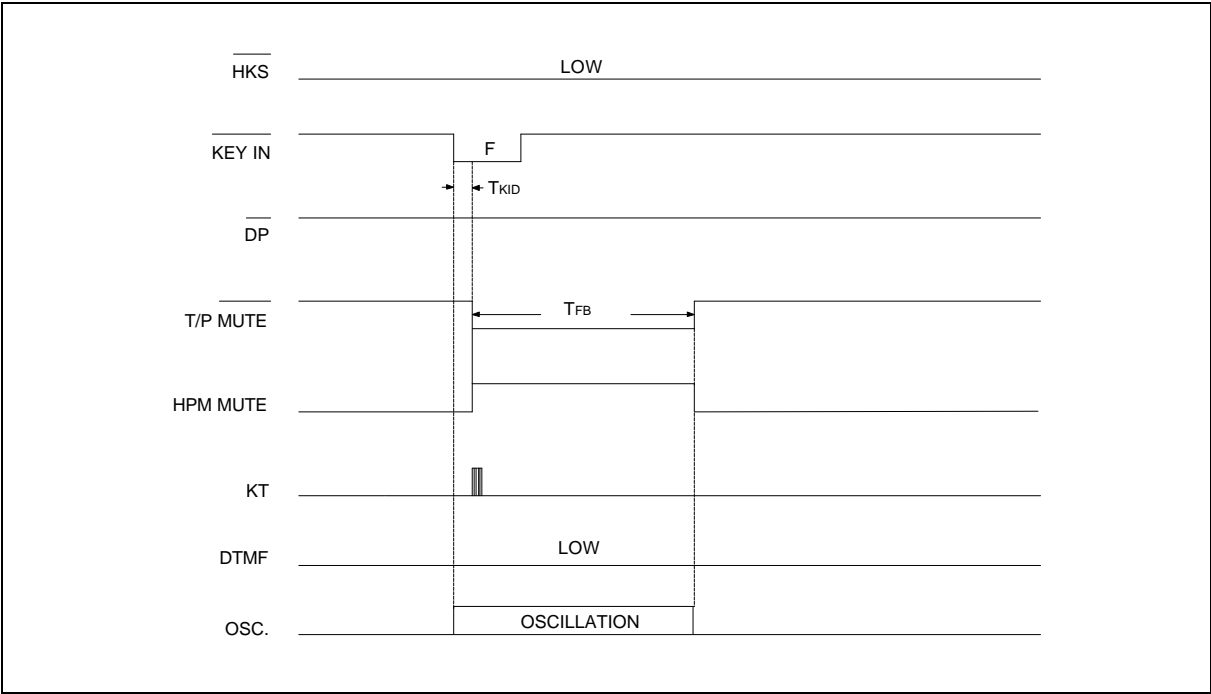 HKS
LOW
KEY IN
F
TKID
DP
T/P MUTE
TFB
HPM MUTE
KT
DTMF
LOW
OSC.
OSCILLATION